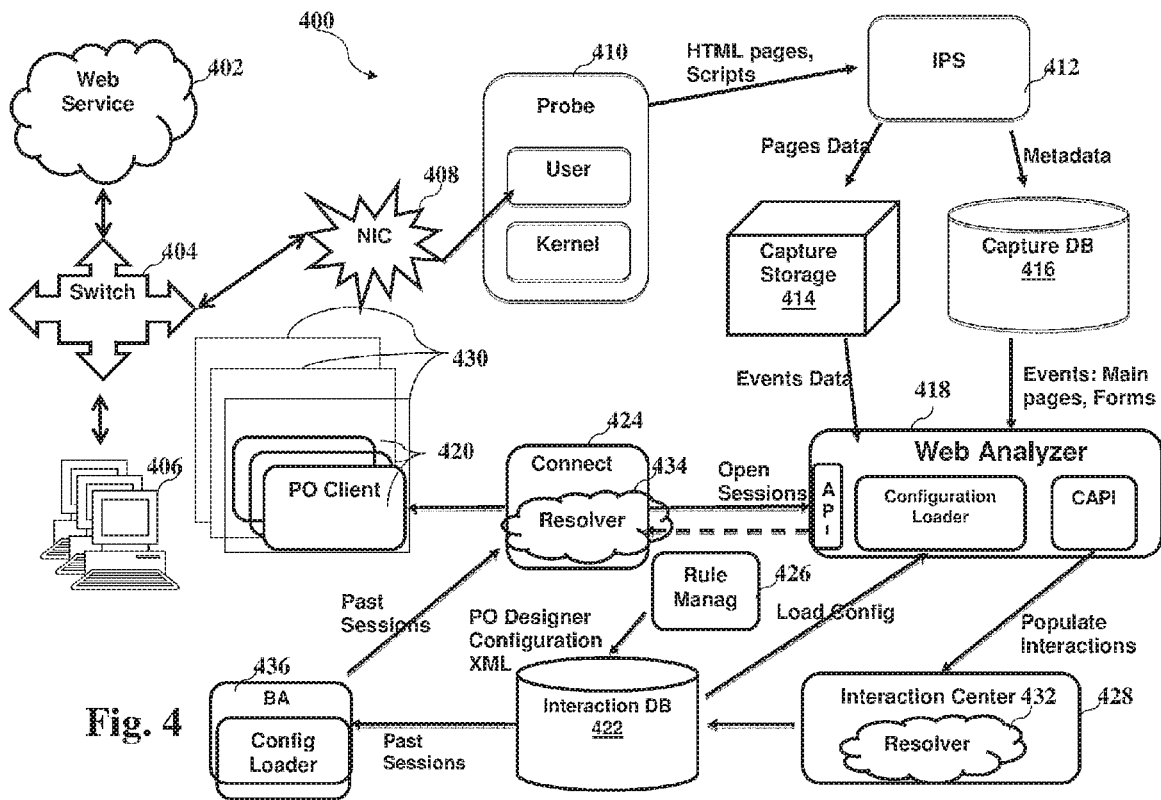 400
Web
Service
402
404
Switch
406
NIC
408
410
Probe
User
Kernel
HTML pages,
Scripts
IPS
412
Pages Data
Metadata
Capture
Storage
414
Capture DB
416
Events Data
Events: Main
pages, Forms
430
420
PO Client
424
Connect
434
Resolver
Open
Sessions
418
Web Analyzer
API
Configuration
Loader
CAPI
Rule
Manag
426
Past
Sessions
PO Designer
Configuration
XML
Load Config
Populate
Interactions
436
BA
Config
Loader
Past
Sessions
Interaction DB
422
Interaction Center
432
428
Resolver
Fig. 4